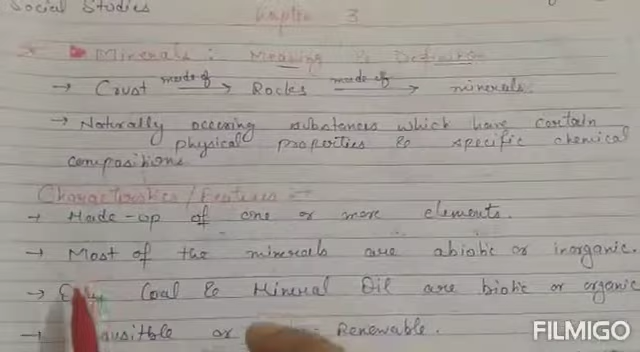 Social Studies
Chapter 3
Minerals : Meaning & Definition
→ Crust made of → Rocks made of → minerals.
→ Naturally occuring substances which have certain
physical properties & specific chemical
compositions
Characteristics/Features :-
→ Made-up of one or more elements.
→ Most of the minerals are abiotic or inorganic.
→ Coal & Mineral Oil are biotic or organic
→ or Renewable.
FILMIGO